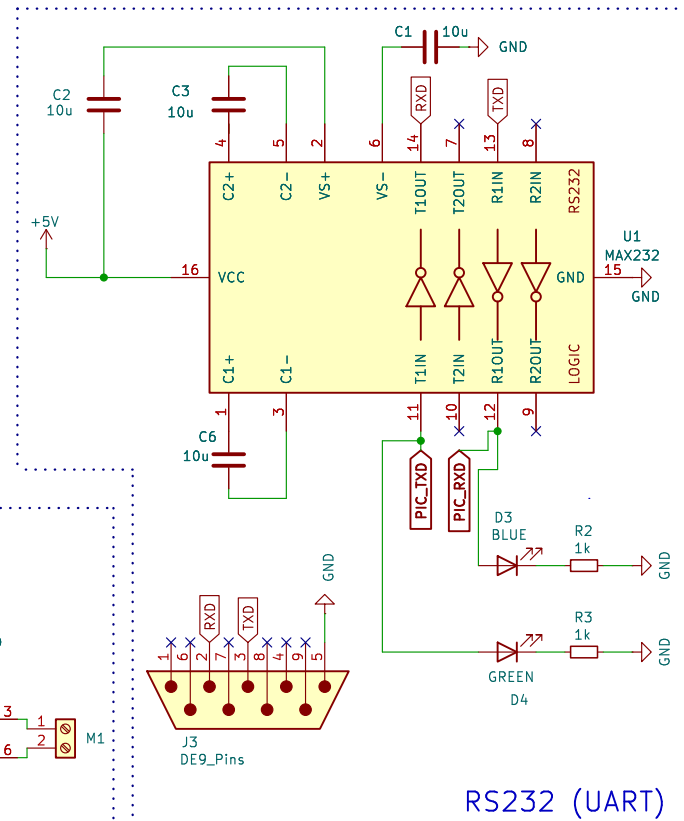 C1
10u
GND
C2
10u
C3
10u
RXD
TXD
4
5
2
6
14
7
13
8
C2+
C2-
VS+
VS-
T1OUT
T2OUT
R1IN
R2IN
RS232
+5V
U1
MAX232
16
VCC
GND
15
GND
C1+
C1-
T1IN
T2IN
R1OUT
R2OUT
LOGIC
1
3
11
10
12
9
C6
10u
PIC_TXD
PIC_RXD
D3
BLUE
R2
1k
GND
GND
RXD
TXD
R3
1k
GND
1
6
2
7
3
8
4
9
5
GREEN
D4
3
1
2
6
M1
J3
DE9_Pins
RS232 (UART)